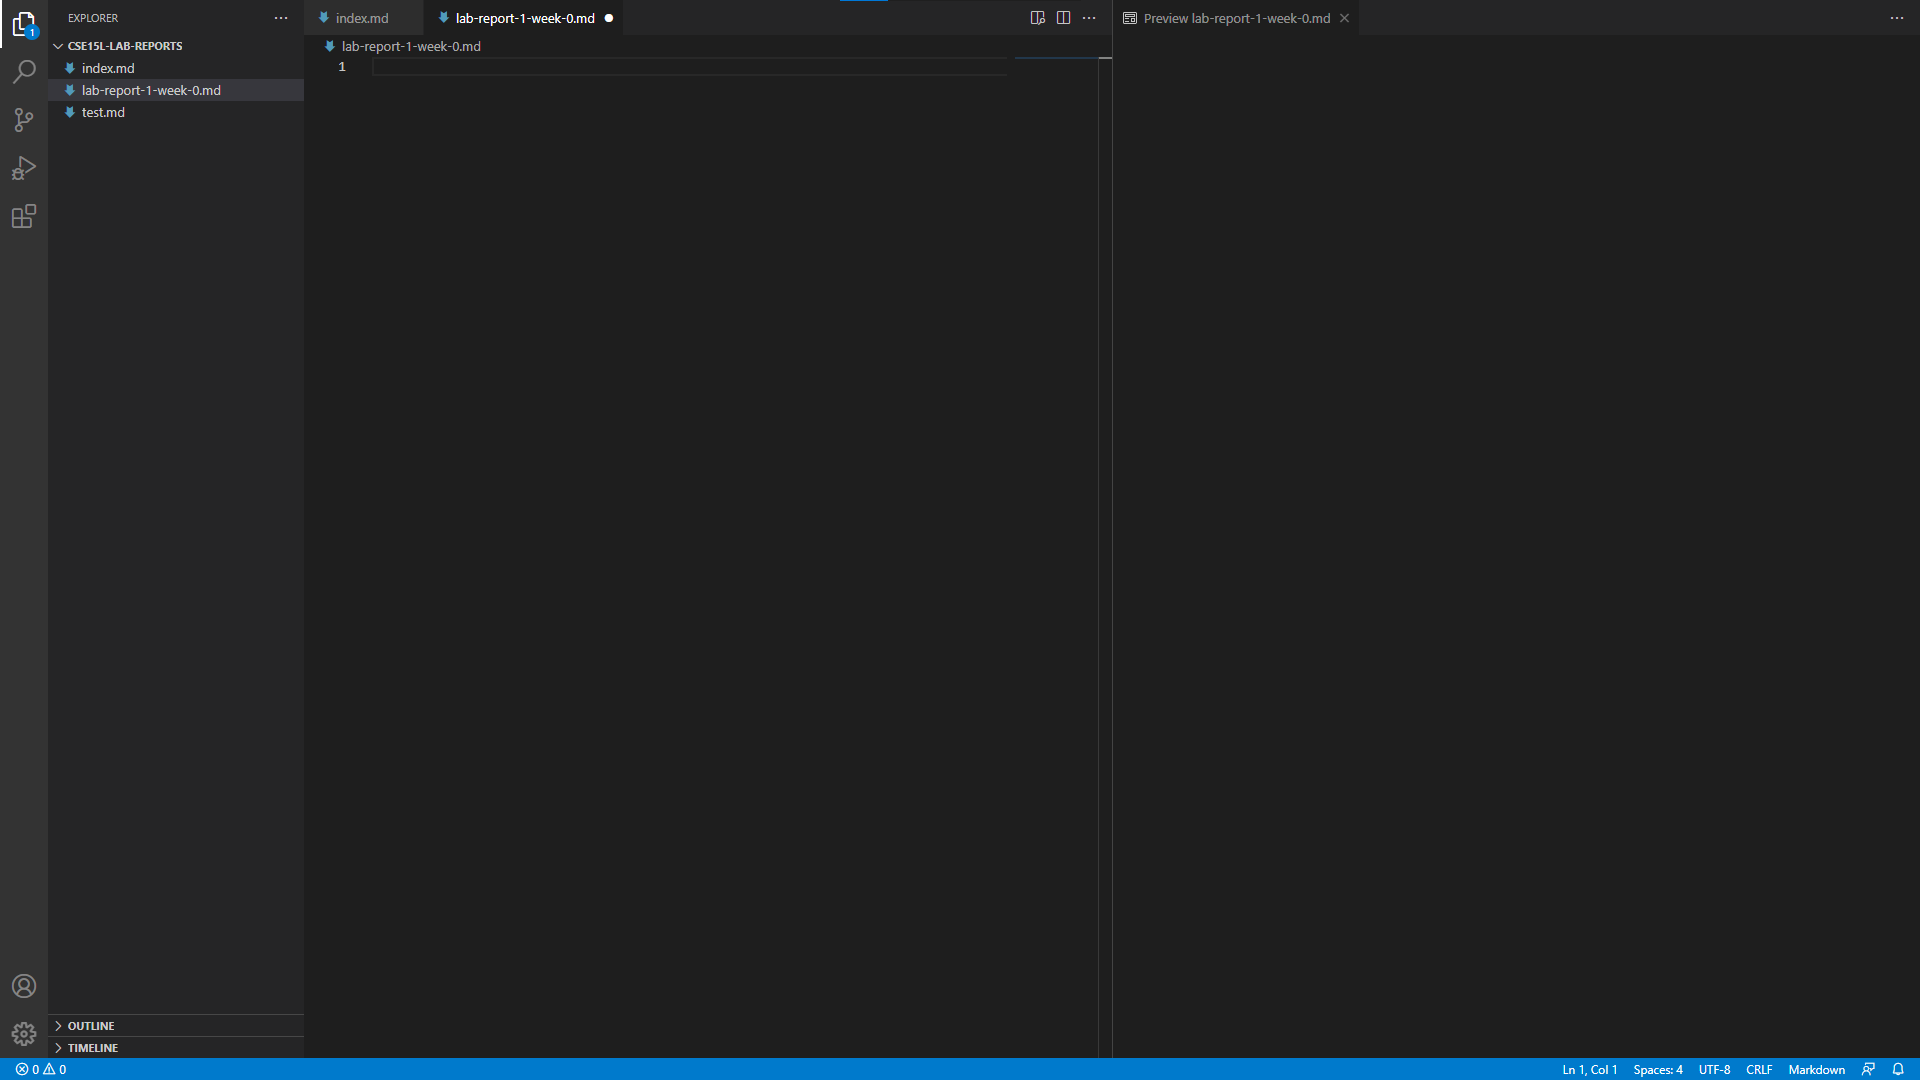 EXPLORER
CSE15L-LAB-REPORTS
index.md
lab-report-1-week-0.md
test.md
OUTLINE
TIMELINE
index.md
lab-report-1-week-0.md
lab-report-1-week-0.md
1
Preview lab-report-1-week-0.md
1
0 0
Ln 1, Col 1 Spaces: 4 UTF-8 CRLF Markdown